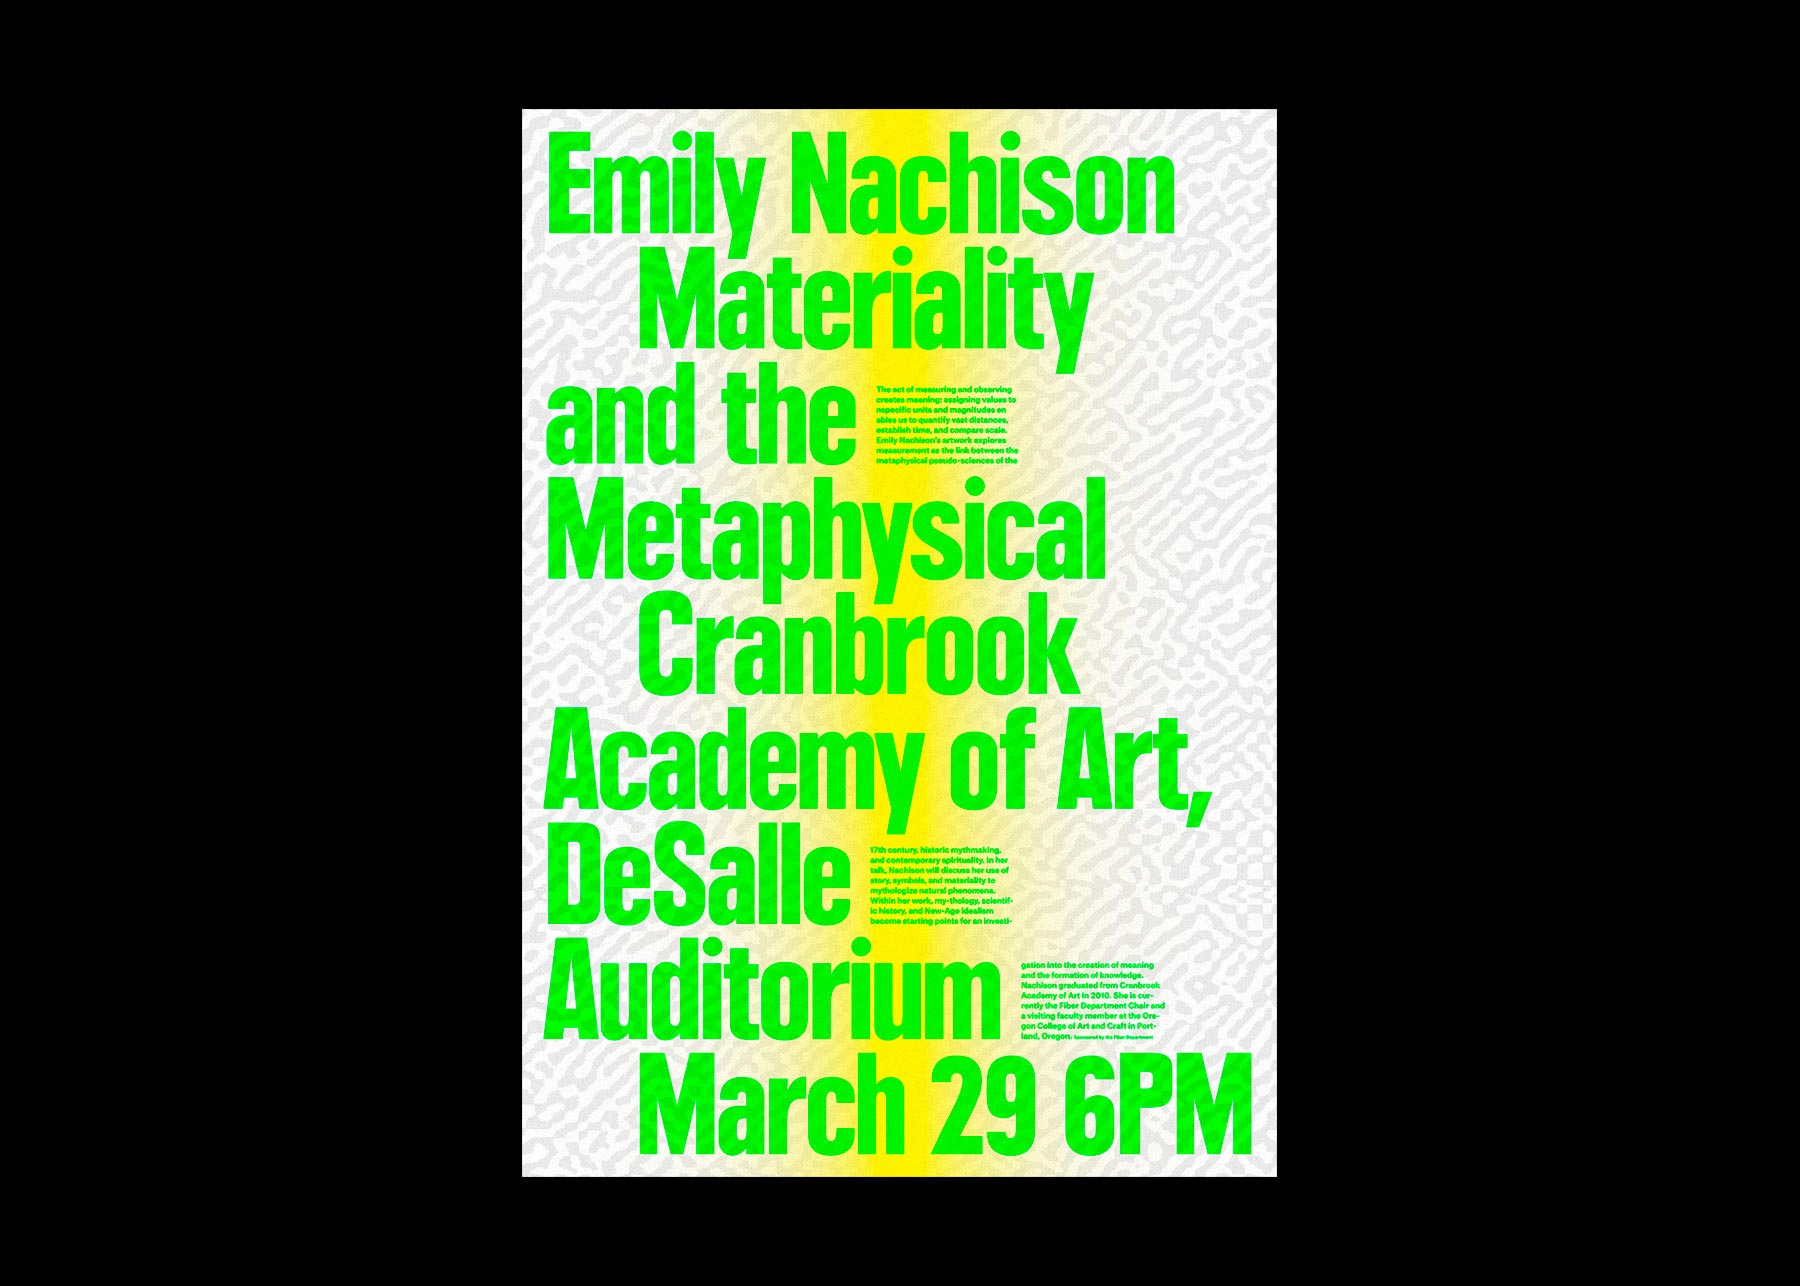 Emily Nachison
Materiality
and the
The act of measuring and observing
creates meaning: assigning values to
nspecific units and magnitudes en
ables us to quantify vast distances,
establish time, and compare scale.
Emily Nachison's artwork explores
measurement as the link between the
metaphysical pseudo-sciences of the
Metaphysical
Cranbrook
Academy of Art,
DeSalle
17th century, historic mythmaking,
and contemporary spirituality. In her
talk, Nachison will discuss her use of
story, symbols, and materiality to
mythologize natural phenomena.
Within her work, my-thology, scientif-
ic history, and New-Age idealism
become starting points for an investi-
Auditorium
gation into the creation of meaning
and the formation of knowledge.
Nachison graduated from Cranbrook
Academy of Art in 2010. She is cur-
rently the Fiber Department Chair and
a visiting faculty member at the Ore-
gon College of Art and Craft in Port-
land, Oregon. Sponsored by the Fiber Department
March 29 6PM